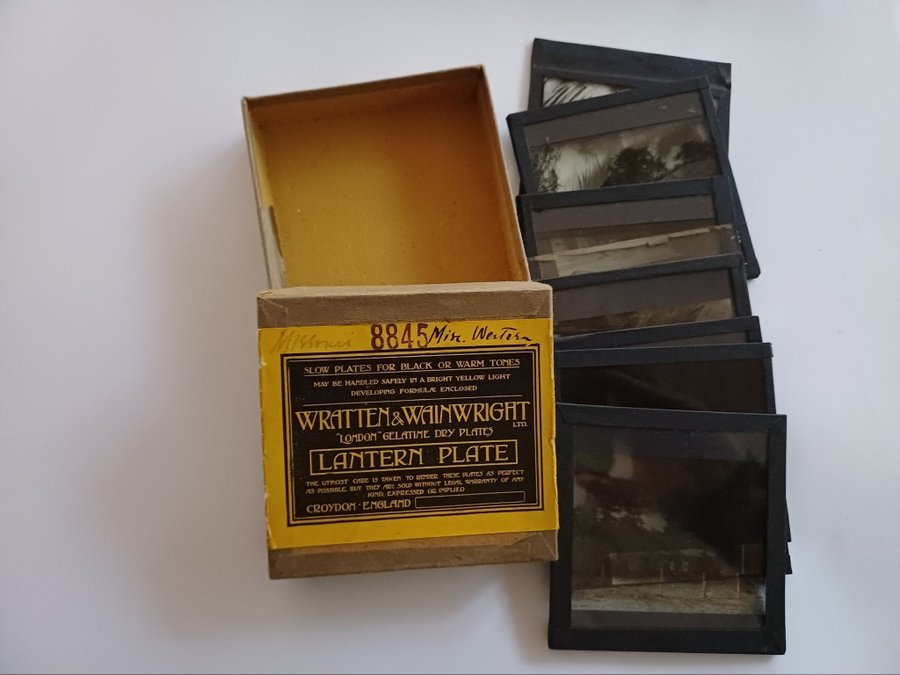 Missouri 8845 Misc. Western
SLOW PLATES FOR BLACK OR WARM TONES
MAY BE HANDLED SAFELY IN A BRIGHT YELLOW LIGHT
DEVELOPING FORMULÆ ENCLOSED
WRATTEN & WAINWRIGHT LTD.
"LONDON" GELATINE DRY PLATES
LANTERN PLATE
THE UTMOST CARE IS TAKEN TO RENDER THESE PLATES AS PERFECT
AS POSSIBLE, BUT THEY ARE SOLD WITHOUT LEGAL WARRANTY OF ANY
KIND, EXPRESSED OR IMPLIED
CROYDON · ENGLAND